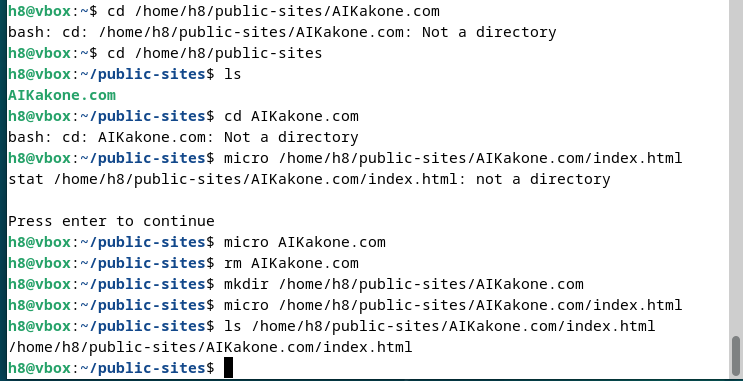 h8@vbox:~$ cd /home/h8/public-sites/AIKakone.com
bash: cd: /home/h8/public-sites/AIKakone.com: Not a directory
h8@vbox:~$ cd /home/h8/public-sites
h8@vbox:~/public-sites$ ls
AIKakone.com
h8@vbox:~/public-sites$ cd AIKakone.com
bash: cd: AIKakone.com: Not a directory
h8@vbox:~/public-sites$ micro /home/h8/public-sites/AIKakone.com/index.html
stat /home/h8/public-sites/AIKakone.com/index.html: not a directory

Press enter to continue
h8@vbox:~/public-sites$ micro AIKakone.com
h8@vbox:~/public-sites$ rm AIKakone.com
h8@vbox:~/public-sites$ mkdir /home/h8/public-sites/AIKakone.com
h8@vbox:~/public-sites$ micro /home/h8/public-sites/AIKakone.com/index.html
h8@vbox:~/public-sites$ ls /home/h8/public-sites/AIKakone.com/index.html
/home/h8/public-sites/AIKakone.com/index.html
h8@vbox:~/public-sites$